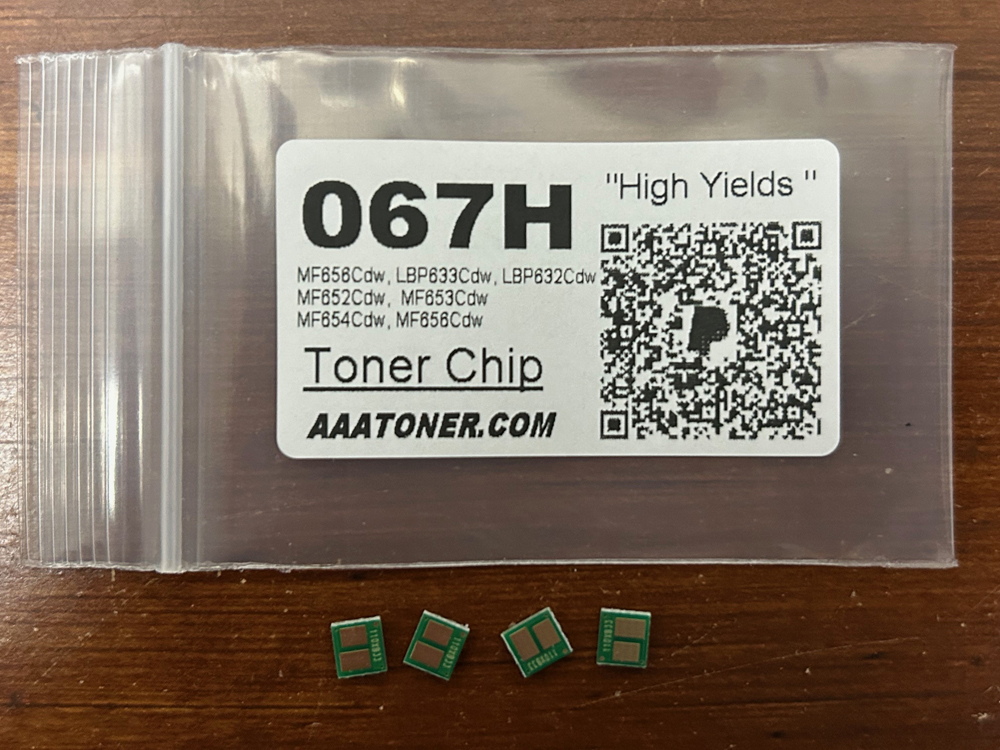 067H
"High Yields "
MF656Cdw, LBP633Cdw, LBP632Cdw
MF652Cdw, MF653Cdw
MF654Cdw, MF656Cdw
Toner Chip
AAATONER.COM